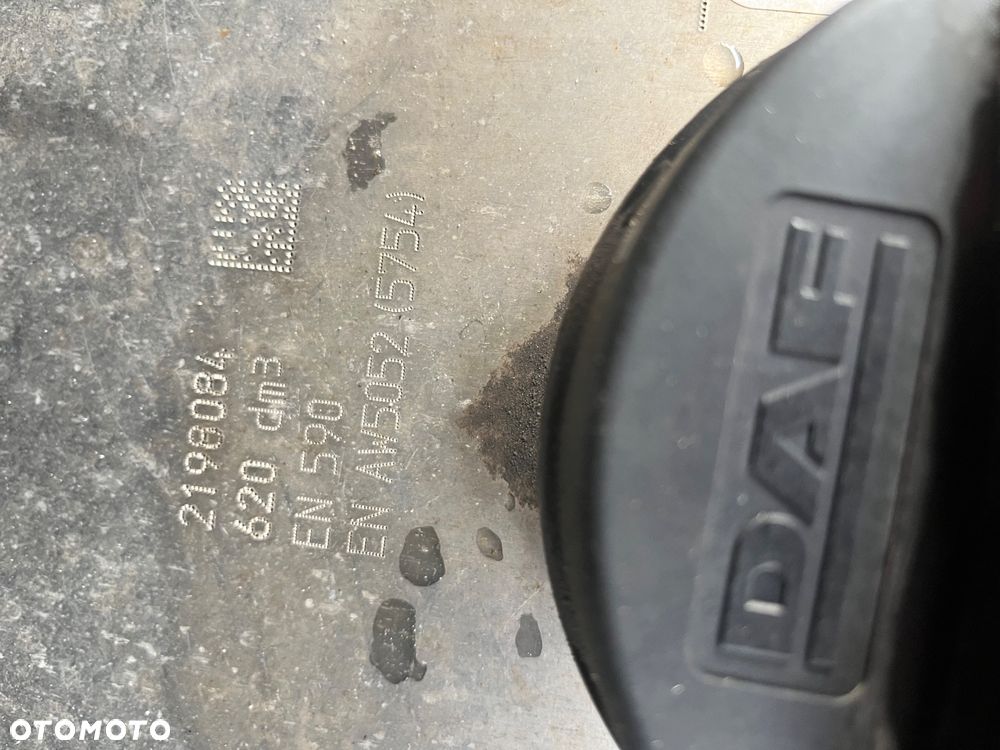 2198084
620 dm3
EN 590
EN AW5052(5754)
DAF
OTOMOTO